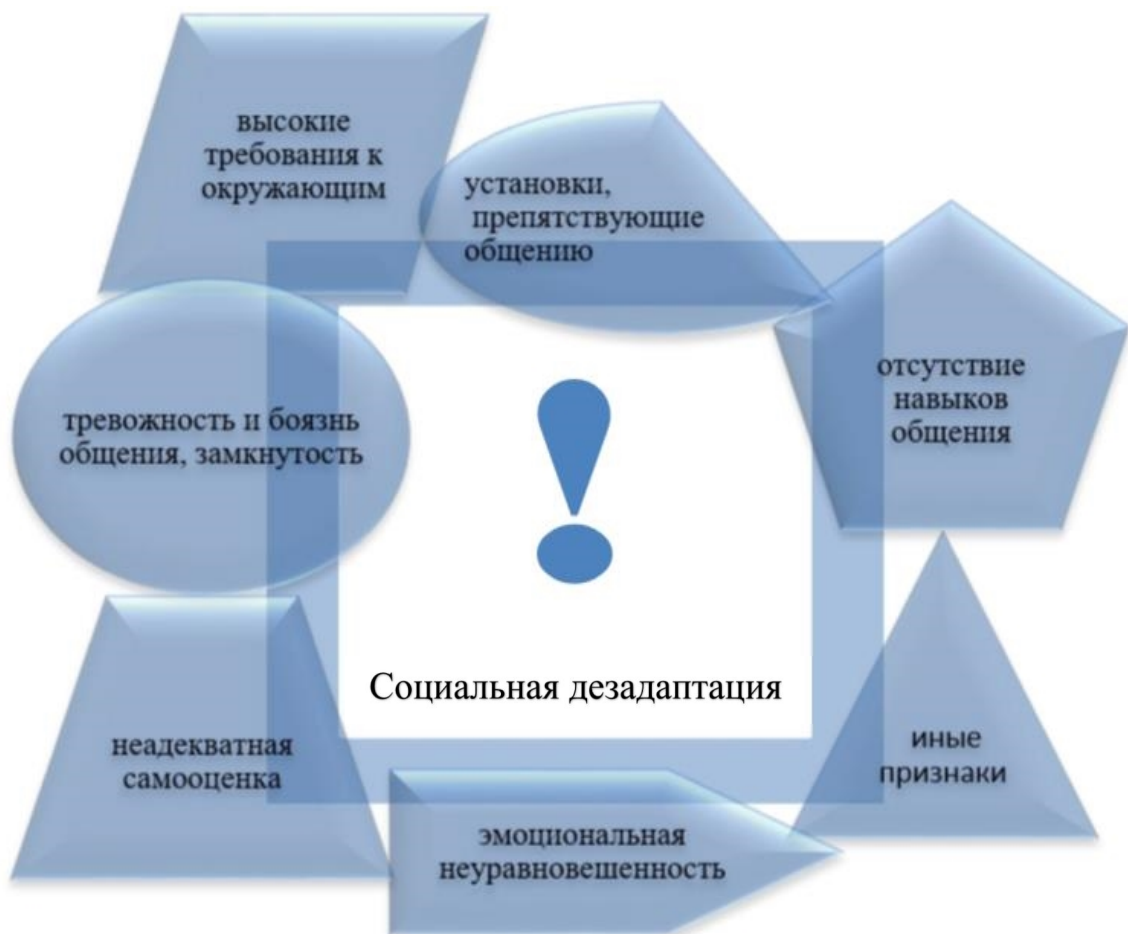 высокие
требования к
окружающим
установки,
препятствующие
общению
отсутствие
навыков
общения
тревожность и боязнь
общения, замкнутость
!
Социальная дезадаптация
неадекватная
самооценка
иные
признаки
эмоциональная
неуравновешенность